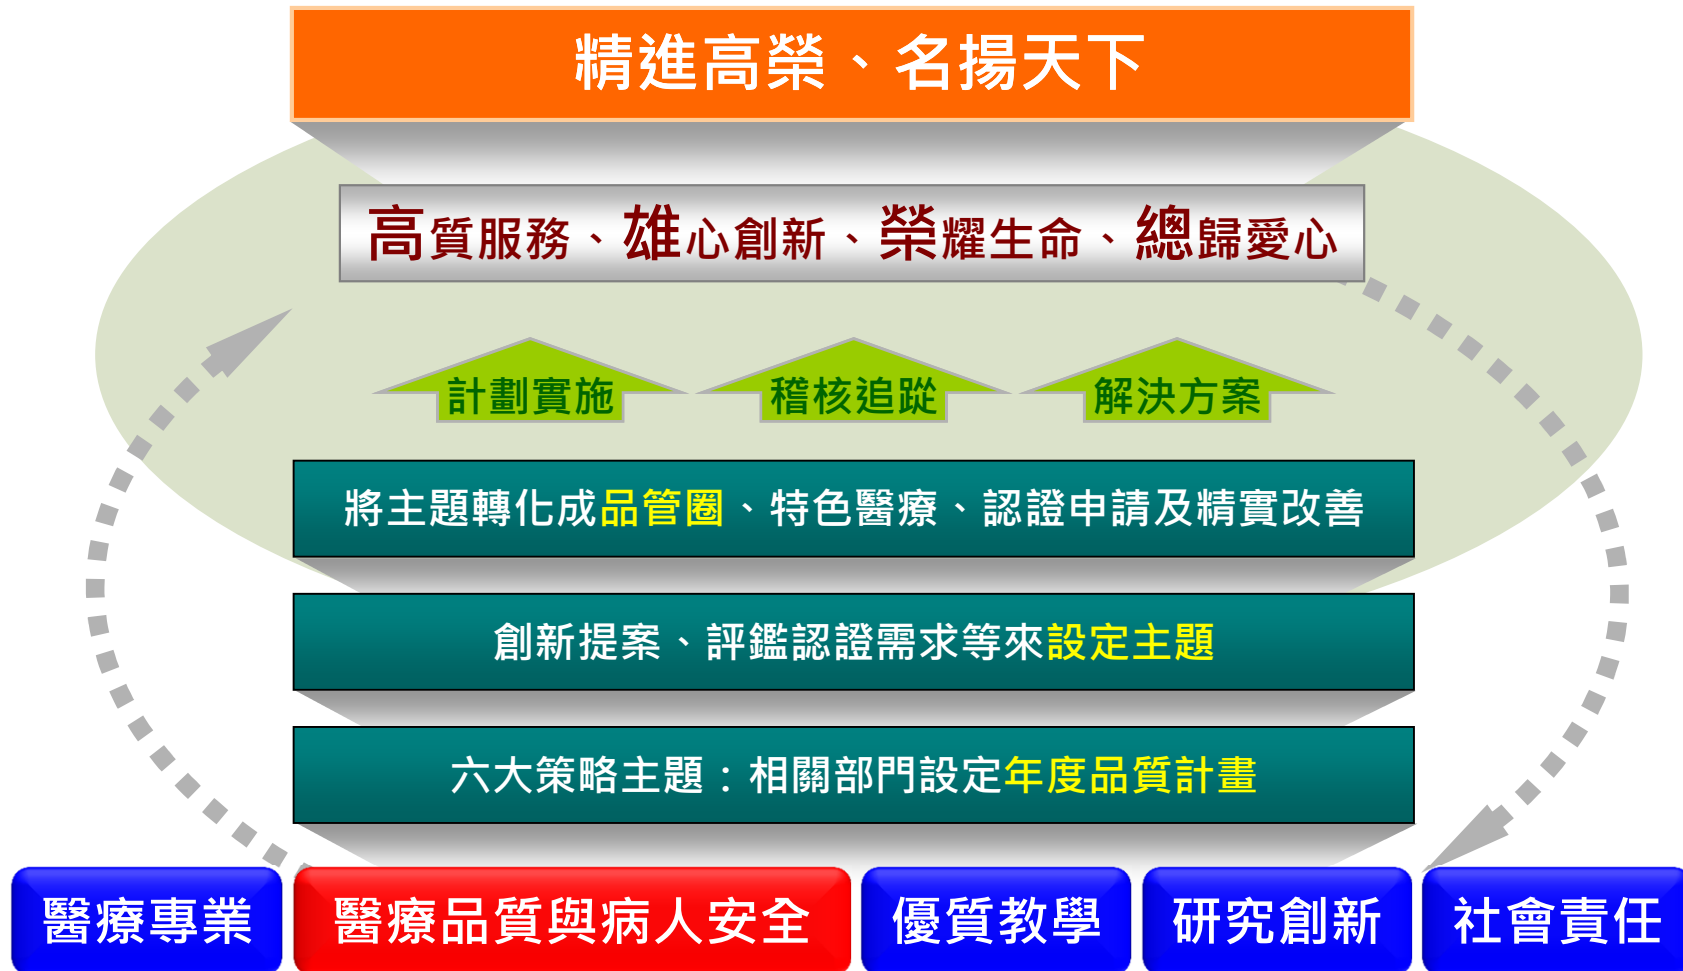 精進高榮、名揚天下
高質服務、雄心創新、榮耀生命、總歸愛心
計劃實施
稽核追蹤
解決方案
將主題轉化成品管圈、特色醫療、認證申請及精實改善
創新提案、評鑑認證需求等來設定主題
六大策略主題：相關部門設定年度品質計畫
醫療專業
醫療品質與病人安全
優質教學
研究創新
社會責任